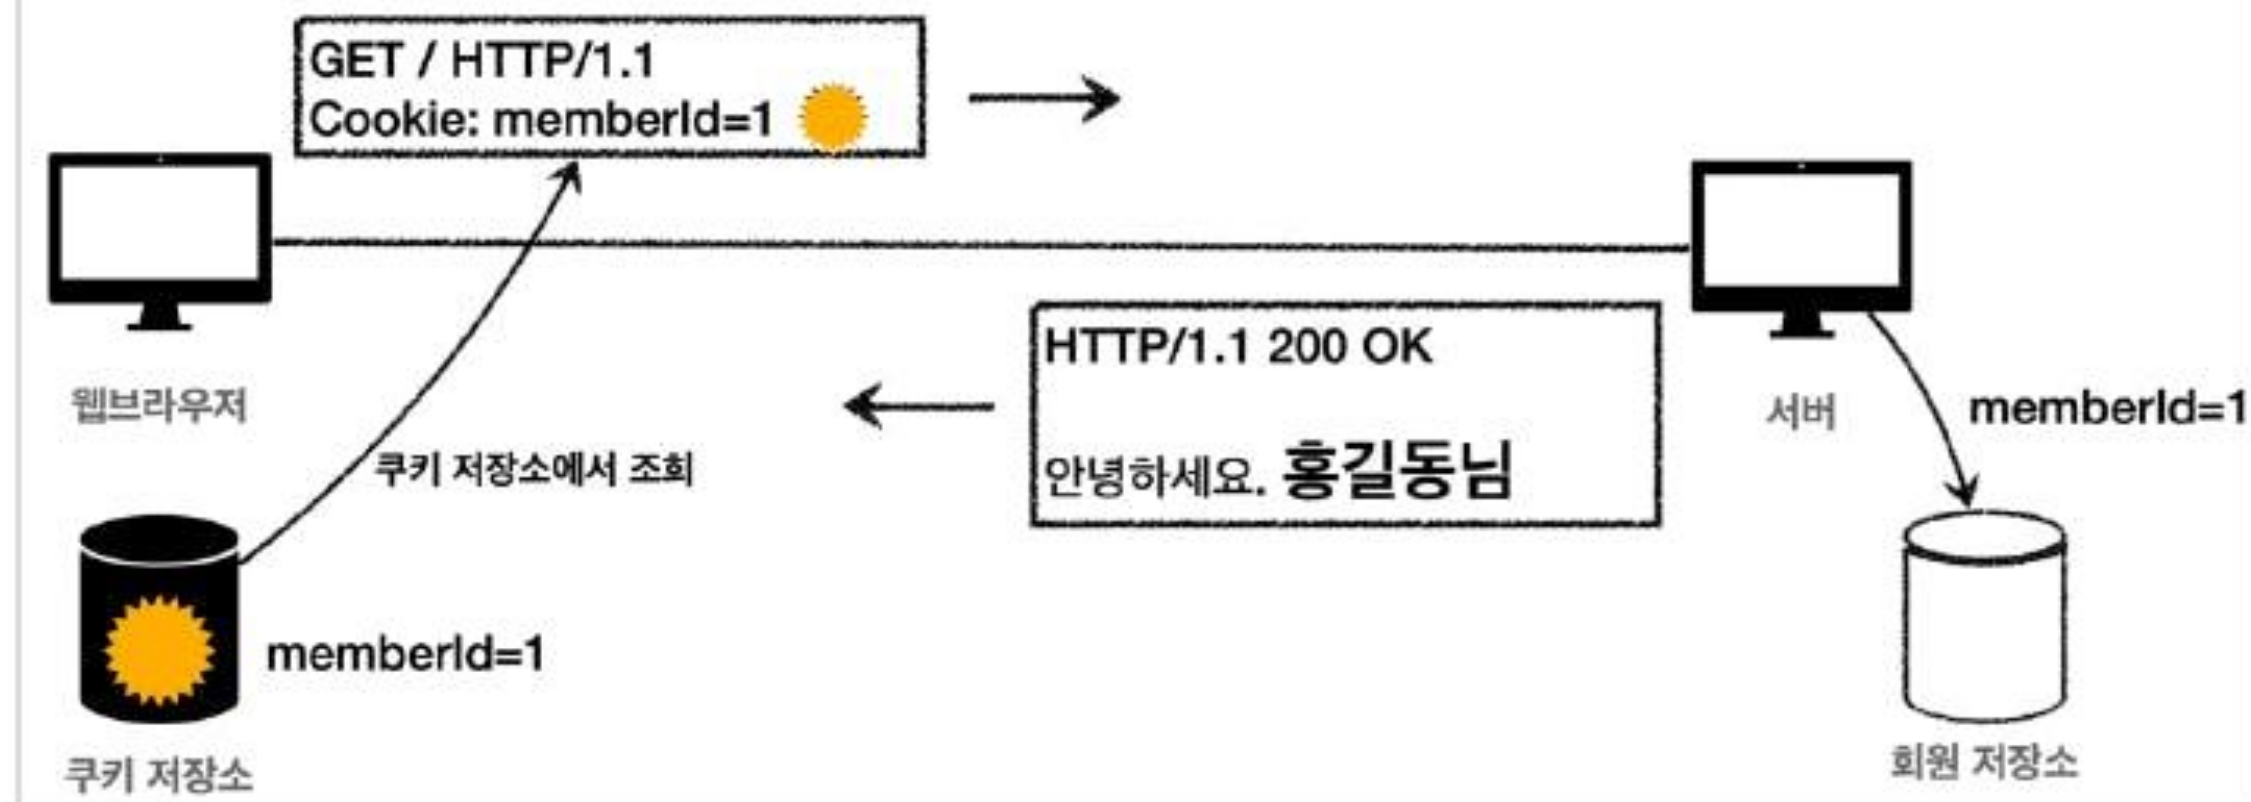 GET / HTTP/1.1
Cookie: memberId=1
웹브라우저
HTTP/1.1 200 OK
안녕하세요. 홍길동님
서버
memberId=1
쿠키 저장소에서 조회
memberId=1
쿠키 저장소
회원 저장소